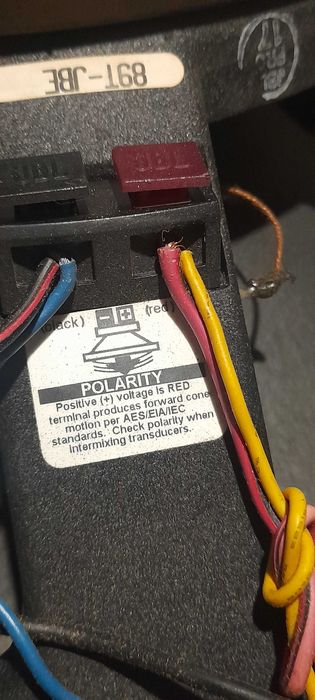 JBL JBL
(black) (red)
- +
POLARITY
Positive (+) voltage is RED
terminal produces forward cone
motion per AES/EIA/IEC
standards. Check polarity when
intermixing transducers.